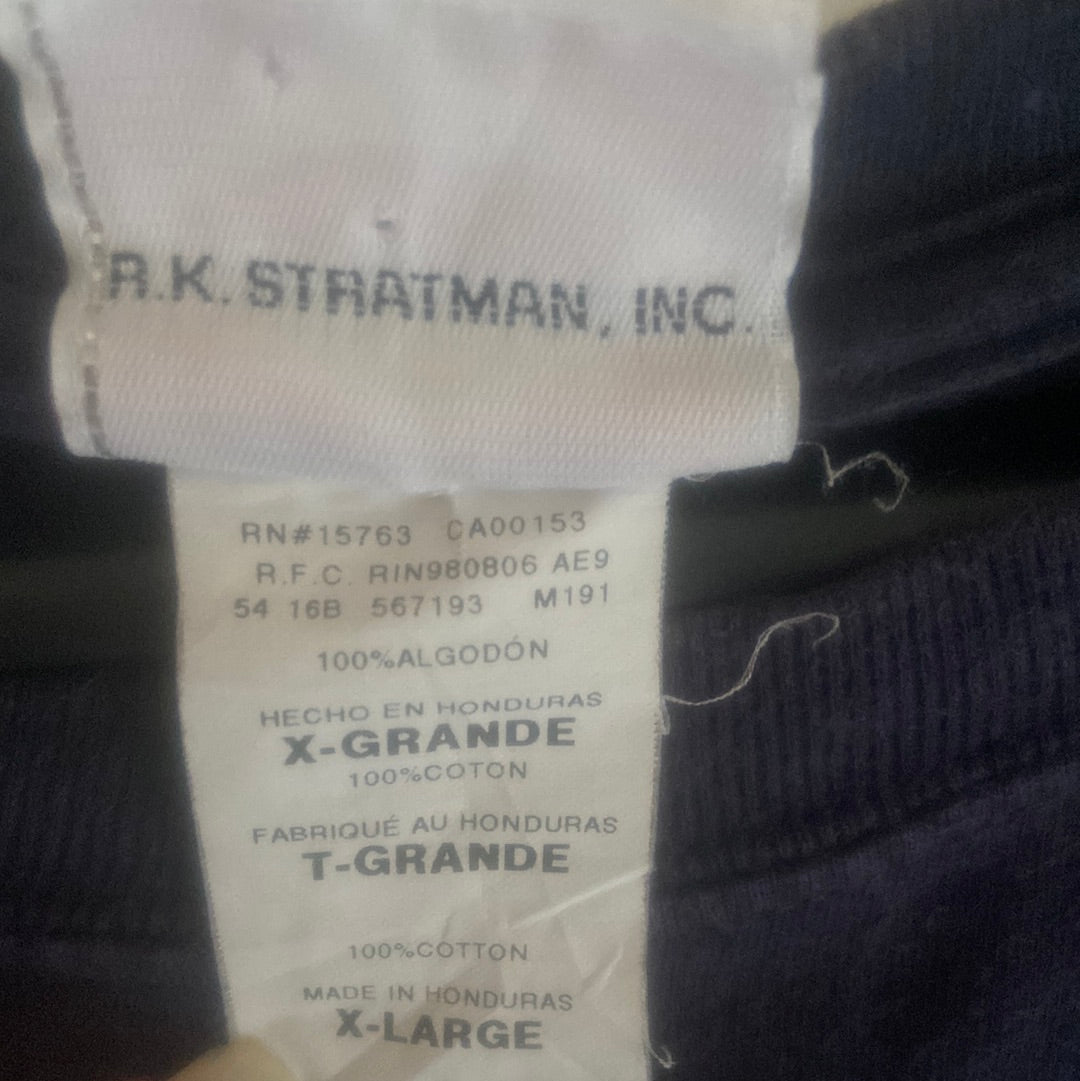 R.K. STRATMAN, INC.
RN#15763 CA00153
R.F.C. RIN980806 AE9
54 16B 567193 M191
100%ALGODÓN
HECHO EN HONDURAS
X-GRANDE
100%COTON
FABRIQUÉ AU HONDURAS
T-GRANDE
100%COTTON
MADE IN HONDURAS
X-LARGE